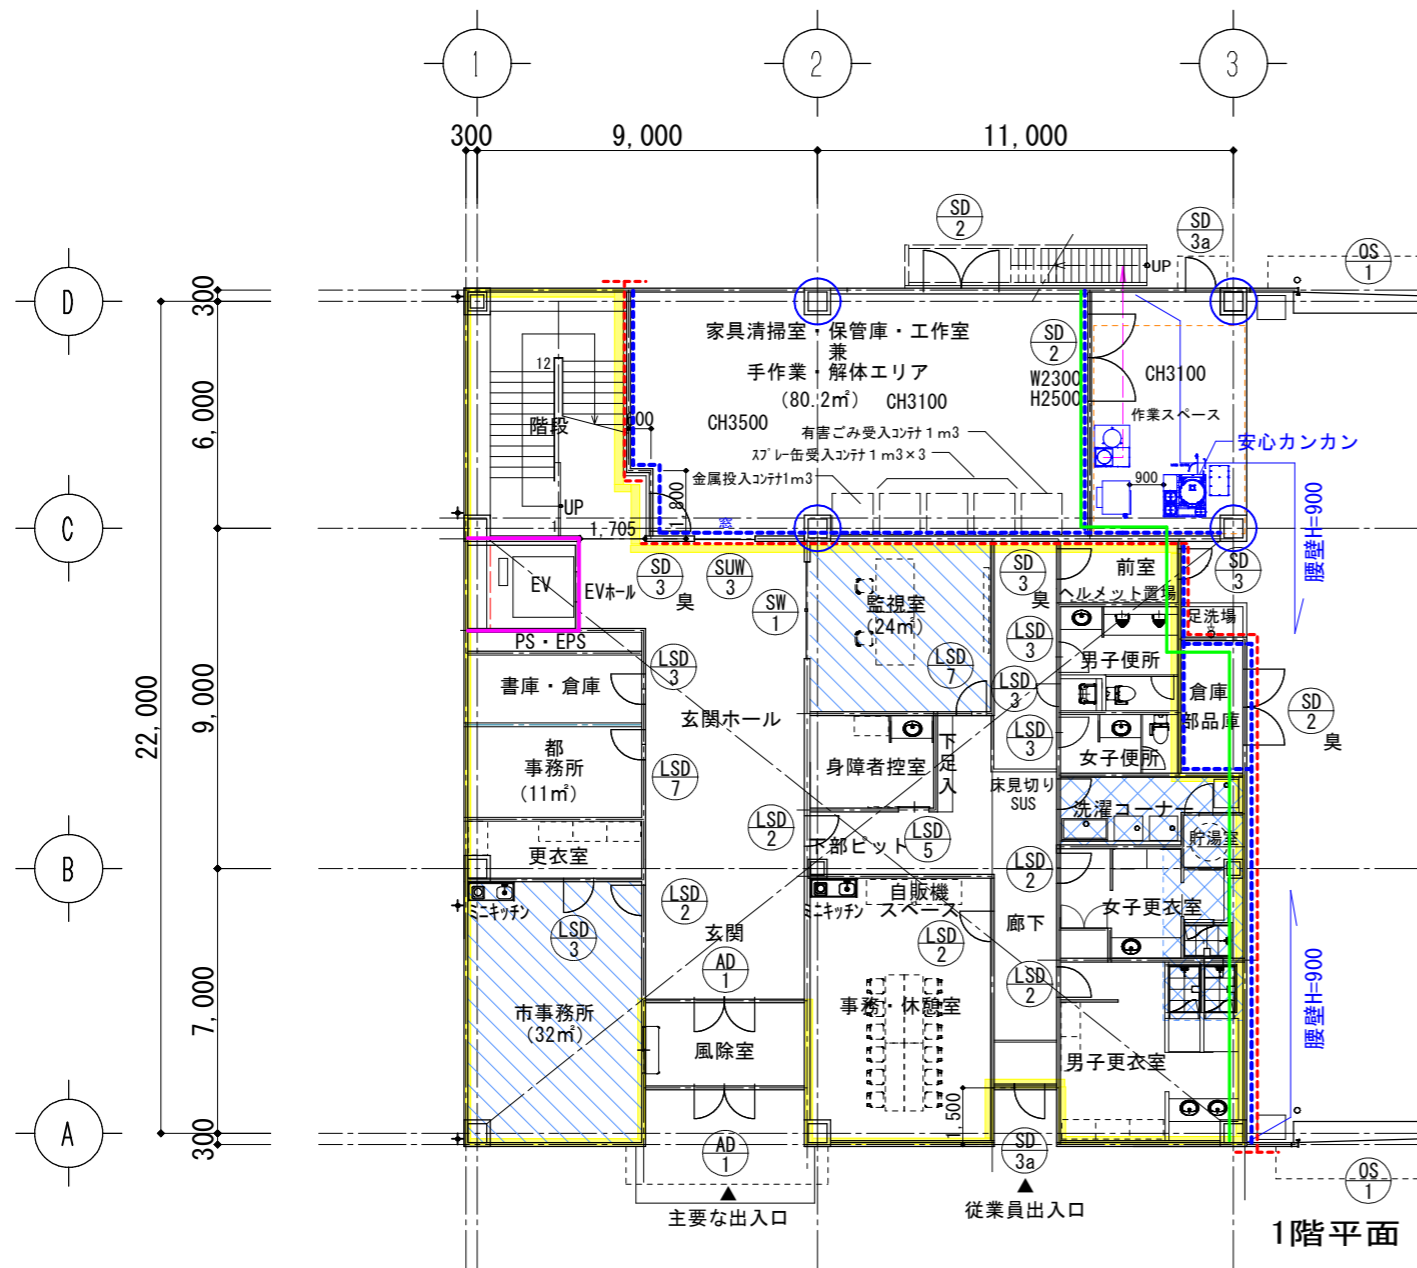 1
2
3
300
9,000
11,000
SD
2
SD
3a
OS
1
UP
D
300
家具清掃室・保管庫・工作室
兼
手作業・解体エリア
(80.2㎡)
CH3100
CH3500
SD
2
W2300
H2500
CH3100
作業スペース
12
階段
600
有害ごみ受入コンテナ1m3
スプレー缶受入コンテナ1m3×3
金属投入コンテナ1m3
安心カンカン
900
6,000
UP
1
1,705
1,800
窓
C
腰壁H=900
EV
EVホール
SD
3
臭
SUW
3
SW
1
監視室
(24㎡)
SD
3
臭
前室
ヘルメット置場
SD
3
足洗場
PS・EPS
LSD
3
LSD
7
LSD
3
LSD
3
男子便所
書庫・倉庫
玄関ホール
倉庫
部品庫
SD
2
臭
22,000
9,000
都
事務所
(11㎡)
LSD
7
身障者控室
下足入
LSD
3
女子便所
床見切り
SUS
洗濯コーナー
貯湯室
更衣室
LSD
2
下部ピット
LSD
5
B
ミニキッチン
LSD
2
ミニキッチン
自販機
スペース
LSD
2
女子更衣室
LSD
3
玄関
LSD
2
廊下
AD
1
LSD
2
腰壁H=900
7,000
市事務所
(32㎡)
風除室
事務・休憩室
男子更衣室
1,500
A
300
AD
1
SD
3a
OS
1
主要な出入口
従業員出入口
1階平面